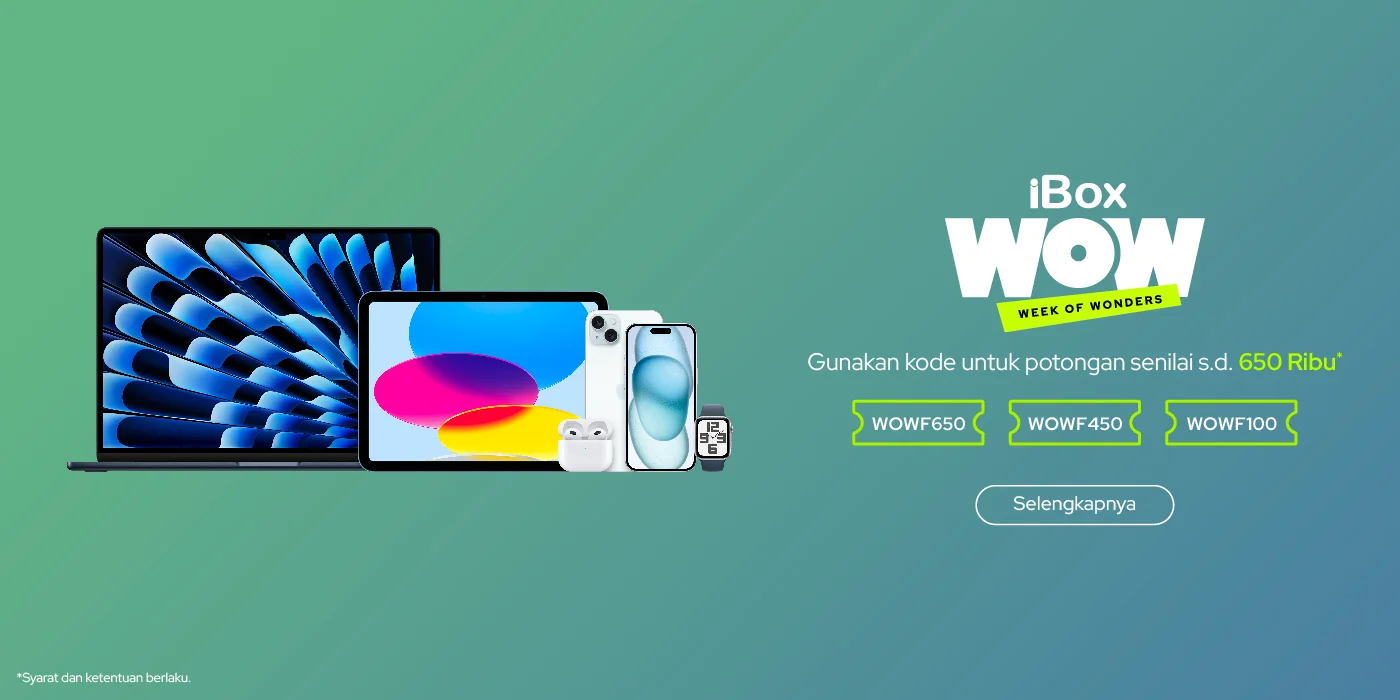 iBox
WOW
WEEK OF WONDERS
Gunakan kode untuk potongan senilai s.d. 650 Ribu*
WOWF650 WOWF450 WOWF100
Selengkapnya
*Syarat dan ketentuan berlaku.